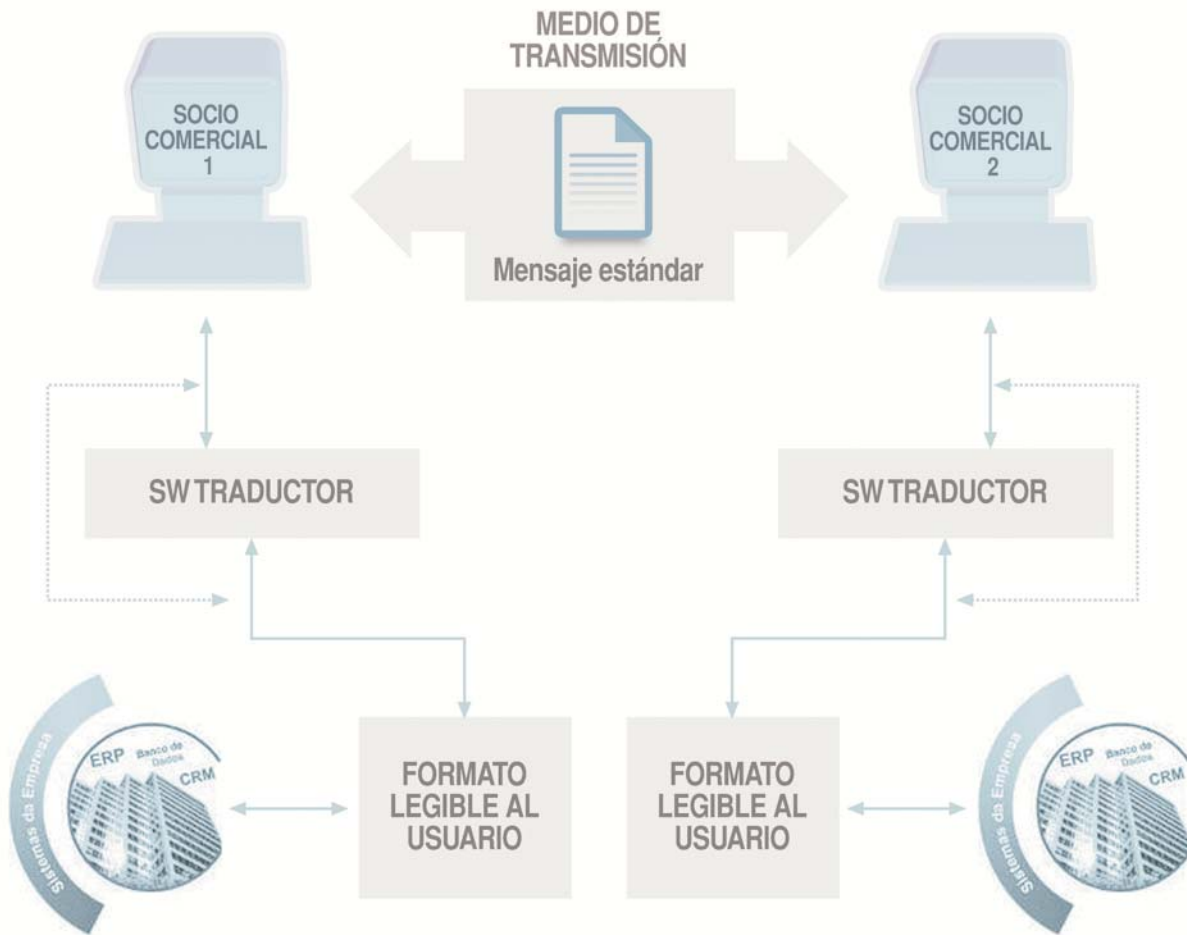 MEDIO DE
TRANSMISIÓN
SOCIO
COMERCIAL
1
Mensaje estándar
SOCIO
COMERCIAL
2
SW TRADUCTOR
SW TRADUCTOR
Sistemas da Empresa
ERP
Banco de
Dados
CRM
FORMATO
LEGIBLE AL
USUARIO
FORMATO
LEGIBLE AL
USUARIO
Sistemas da Empresa
ERP
Banco de
Dados
CRM